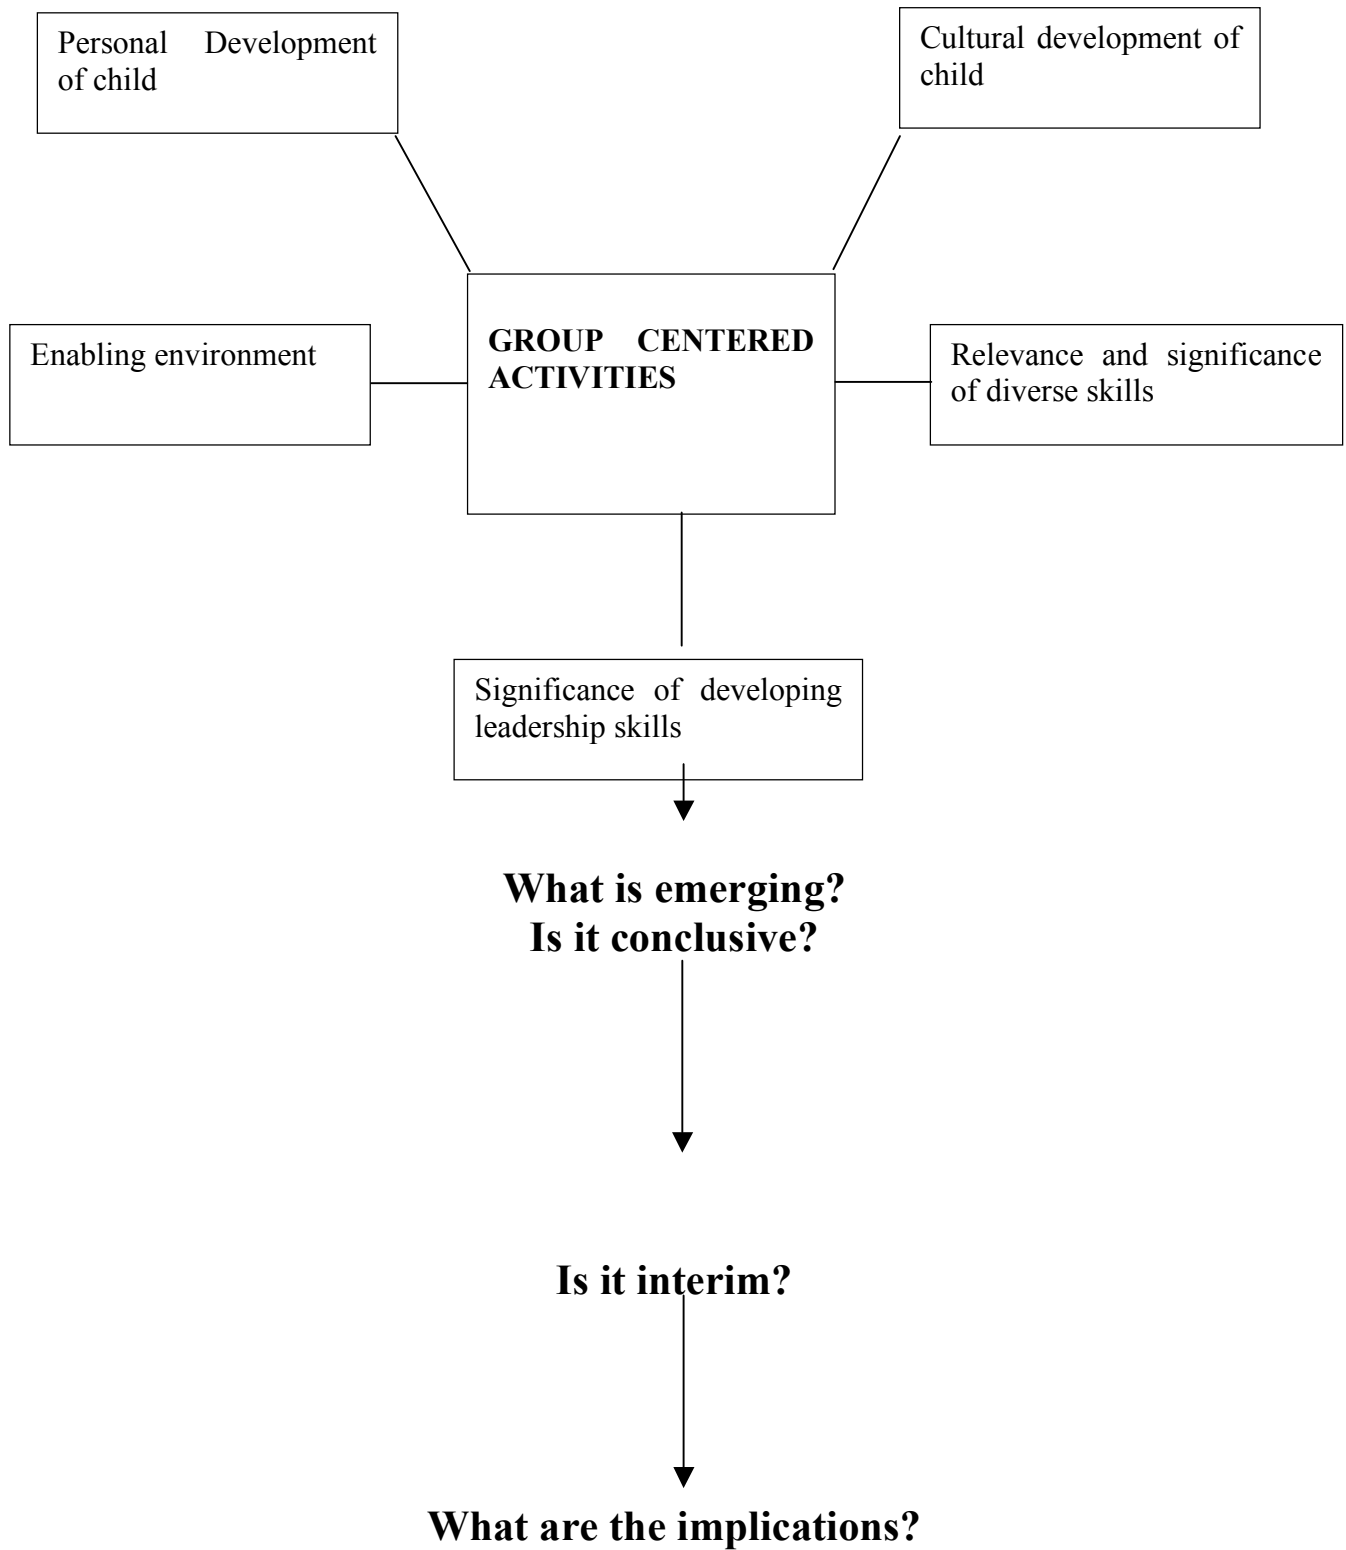 Personal Development
of child
Cultural development of
child
GROUP CENTERED
ACTIVITIES
Enabling environment
Relevance and significance
of diverse skills
Significance of developing
leadership skills
What is emerging?
Is it conclusive?
Is it interim?
What are the implications?